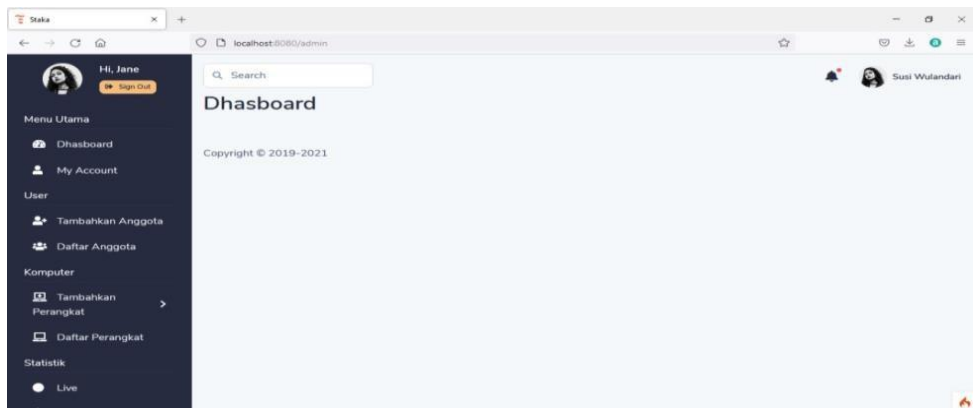 Staka
localhost:8080/admin
Hi, Jane
Sign Out
Menu Utama
Dhasboard
My Account
User
Tambahkan Anggota
Daftar Anggota
Komputer
Tambahkan
Perangkat
Daftar Perangkat
Statistik
Live
Search
Susi Wulandari
Dhasboard
Copyright © 2019-2021